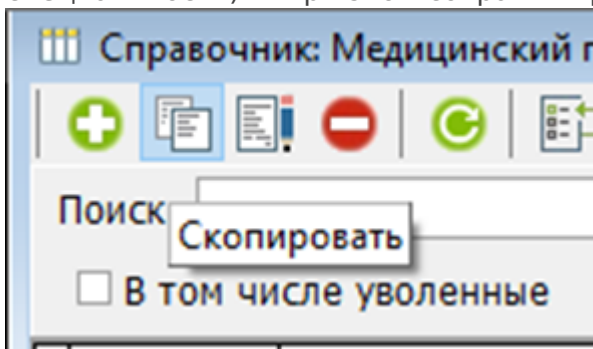 Справочник: Медицинский
Поиск
Скопировать
В том числе уволенные